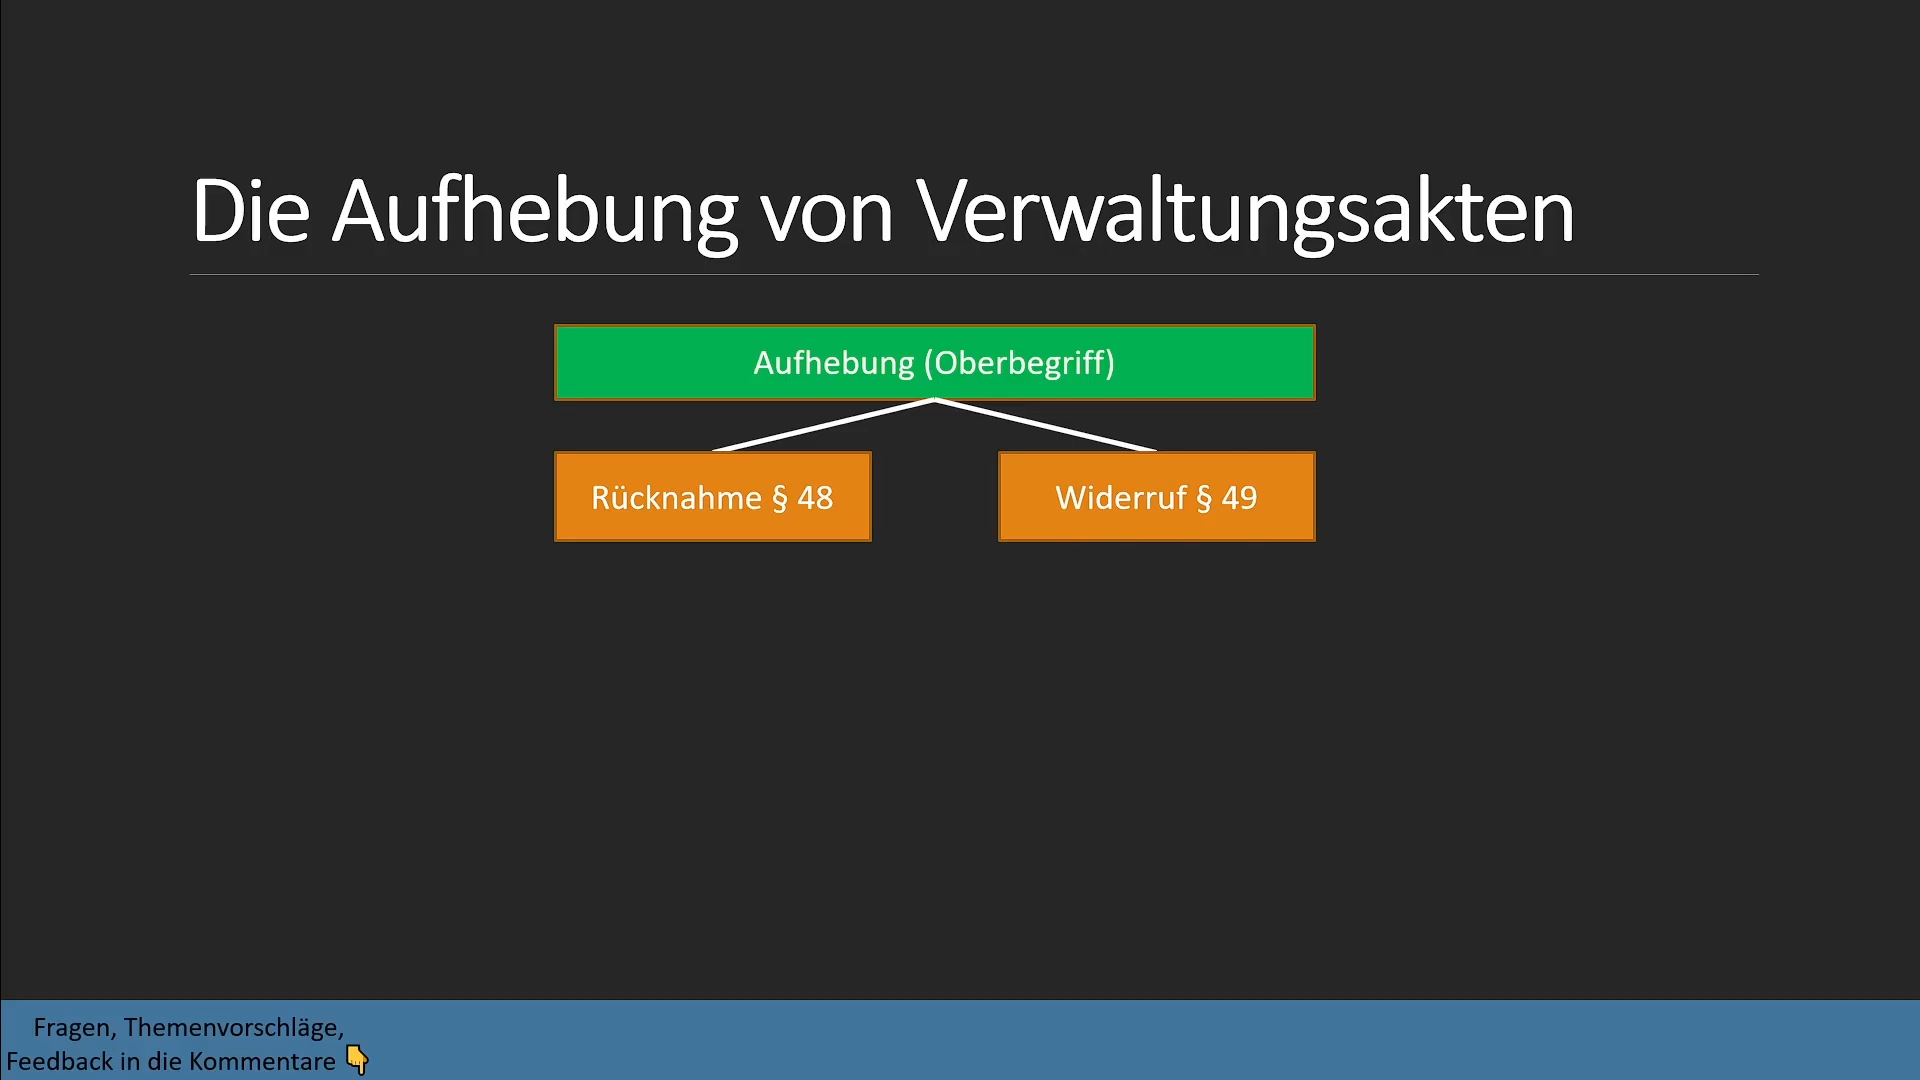 Die Aufhebung von Verwaltungsakten
Aufhebung (Oberbegriff)
Rücknahme § 48
Widerruf § 49
Fragen, Themenvorschläge,
Feedback in die Kommentare 👇